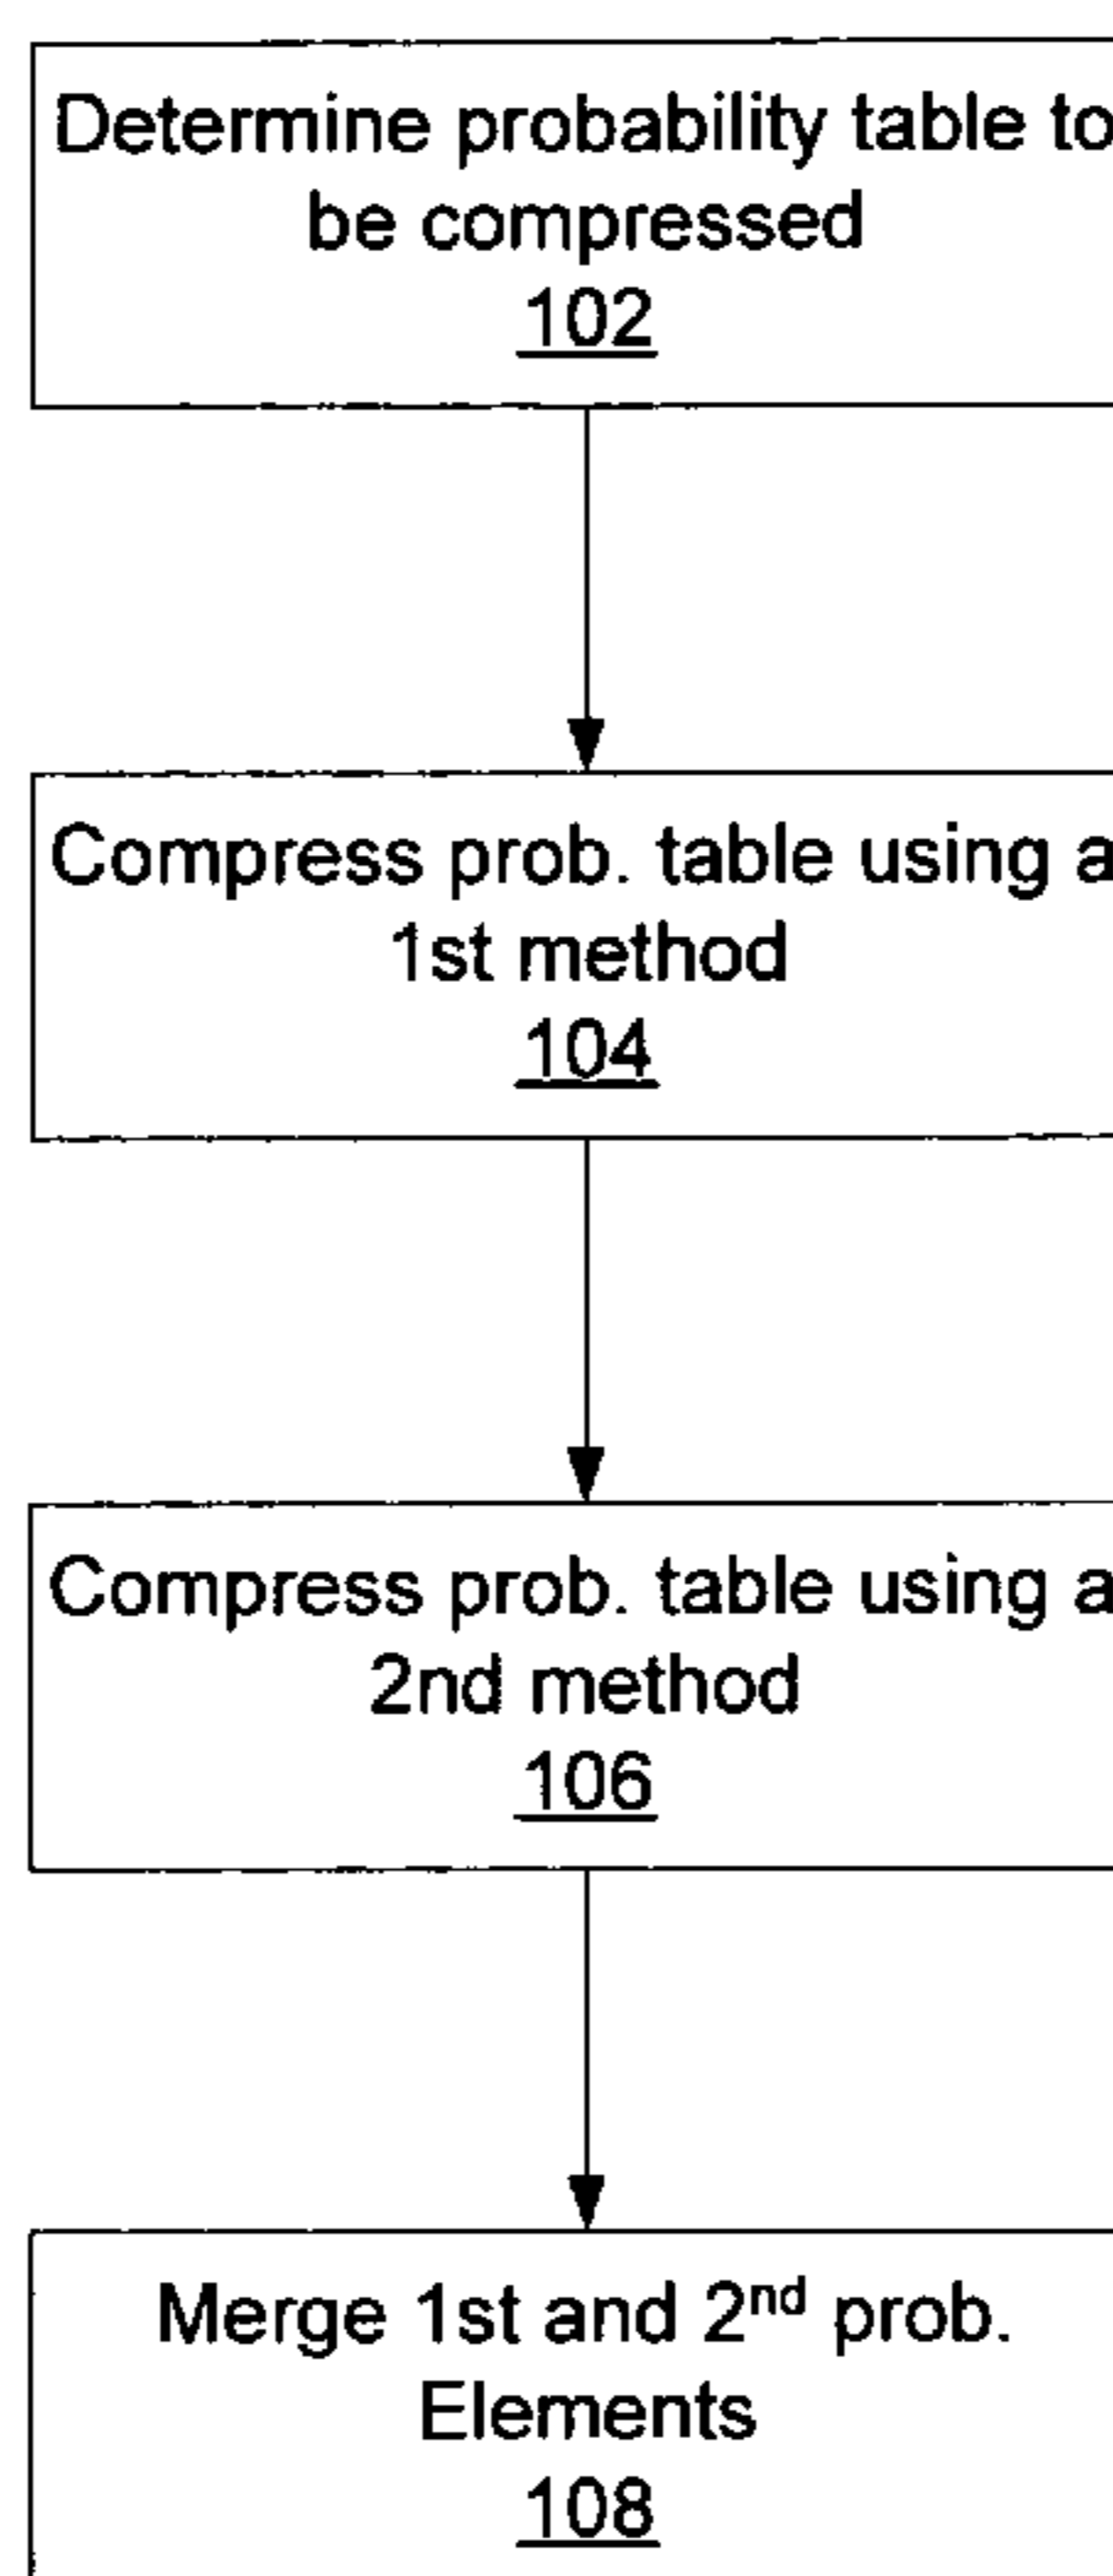 Determine probability table to
be compressed
102
Compress prob. table using a
1st method
104
Compress prob. table using a
2nd method
106
Merge 1st and 2nd prob.
Elements
108